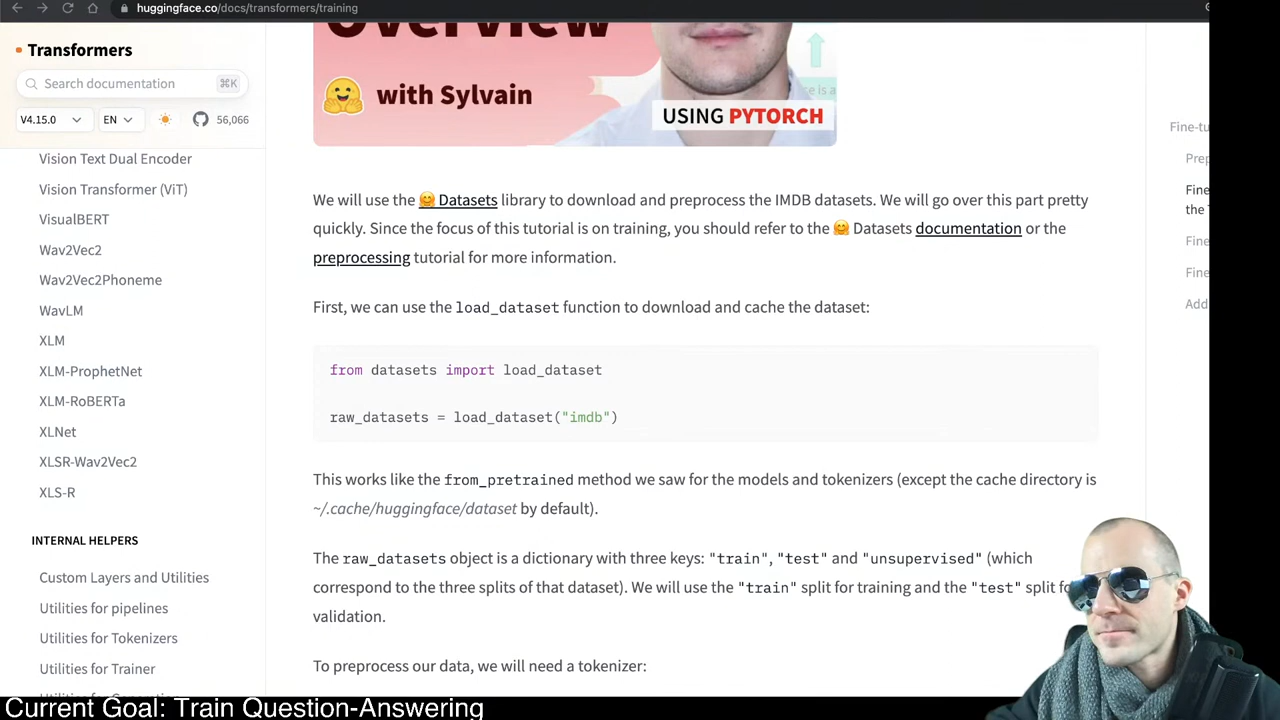 huggingface.co/docs/transformers/training
Transformers
Search documentation
⌘K
V4.15.0
EN
56,066
Vision Text Dual Encoder
Vision Transformer (ViT)
VisualBERT
Wav2Vec2
Wav2Vec2Phoneme
WavLM
XLM
XLM-ProphetNet
XLM-RoBERTa
XLNet
XLSR-Wav2Vec2
XLS-R
INTERNAL HELPERS
Custom Layers and Utilities
Utilities for pipelines
Utilities for Tokenizers
Utilities for Trainer
Overview
with Sylvain
USING PYTORCH
We will use the 🤗 Datasets library to download and preprocess the IMDB datasets. We will go over this part pretty
quickly. Since the focus of this tutorial is on training, you should refer to the 🤗 Datasets documentation or the
preprocessing tutorial for more information.
First, we can use the load_dataset function to download and cache the dataset:
from datasets import load_dataset
raw_datasets = load_dataset("imdb")
This works like the from_pretrained method we saw for the models and tokenizers (except the cache directory is
~/.cache/huggingface/dataset by default).
The raw_datasets object is a dictionary with three keys: "train", "test" and "unsupervised" (which
correspond to the three splits of that dataset). We will use the "train" split for training and the "test" split
validation.
To preprocess our data, we will need a tokenizer:
Fine-tu
Prep
Fine
the
Fine
Fine
Add
Current Goal: Train Question-Answering